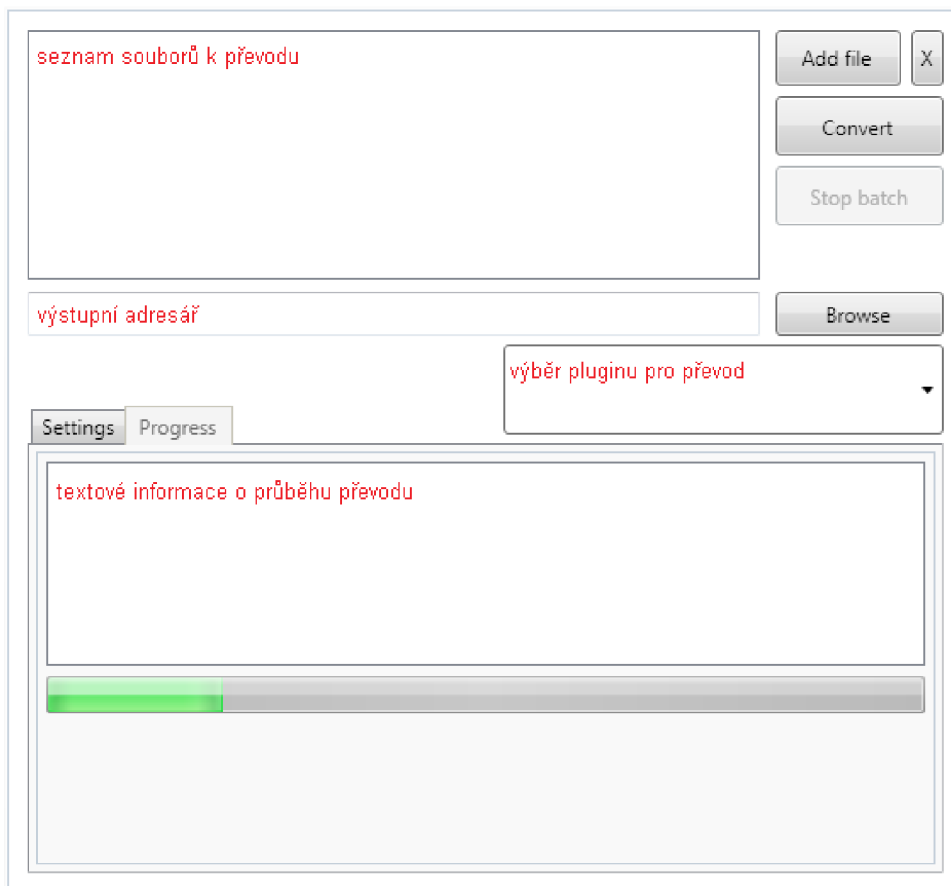 seznam souborů k převodu
Add file
X
Convert
Stop batch
výstupní adresář
Browse
výběr pluginu pro převod
Settings
Progress
textové informace o průběhu převodu